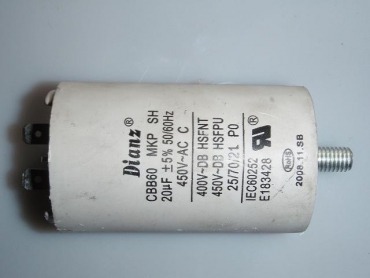 Dianz®
CBB60 MKP SH
20µF ±5% 50/60Hz
450V~AC C
400V~DB HSFNT
450V~DB HSFPU
25/70/21 P0
IEC60252
E183428
RoHS
2008.11.SB